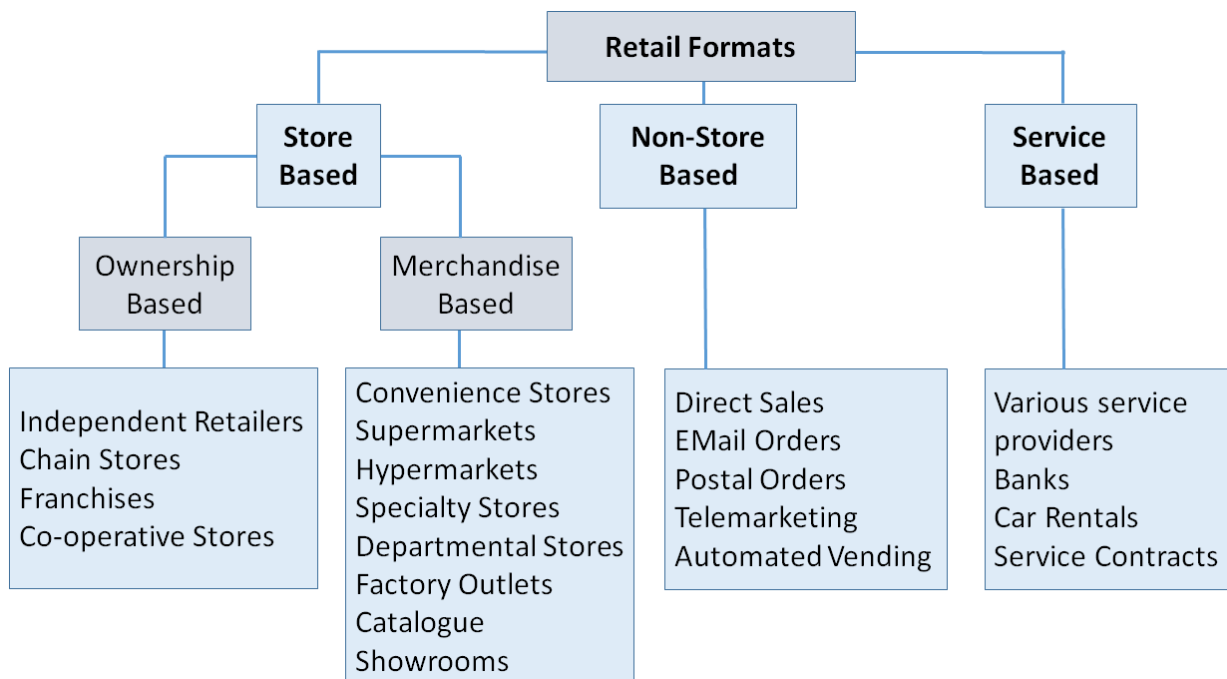 Retail Formats
Store
Based
Non-Store
Based
Service
Based
Ownership
Based
Merchandise
Based
Independent Retailers
Chain Stores
Franchises
Co-operative Stores
Convenience Stores
Supermarkets
Hypermarkets
Specialty Stores
Departmental Stores
Factory Outlets
Catalogue
Showrooms
Direct Sales
EMail Orders
Postal Orders
Telemarketing
Automated Vending
Various service
providers
Banks
Car Rentals
Service Contracts